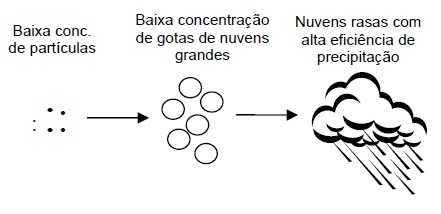 Baixa conc.
de partículas
Baixa concentração
de gotas de nuvens
grandes
Nuvens rasas com
alta eficiência de
precipitação